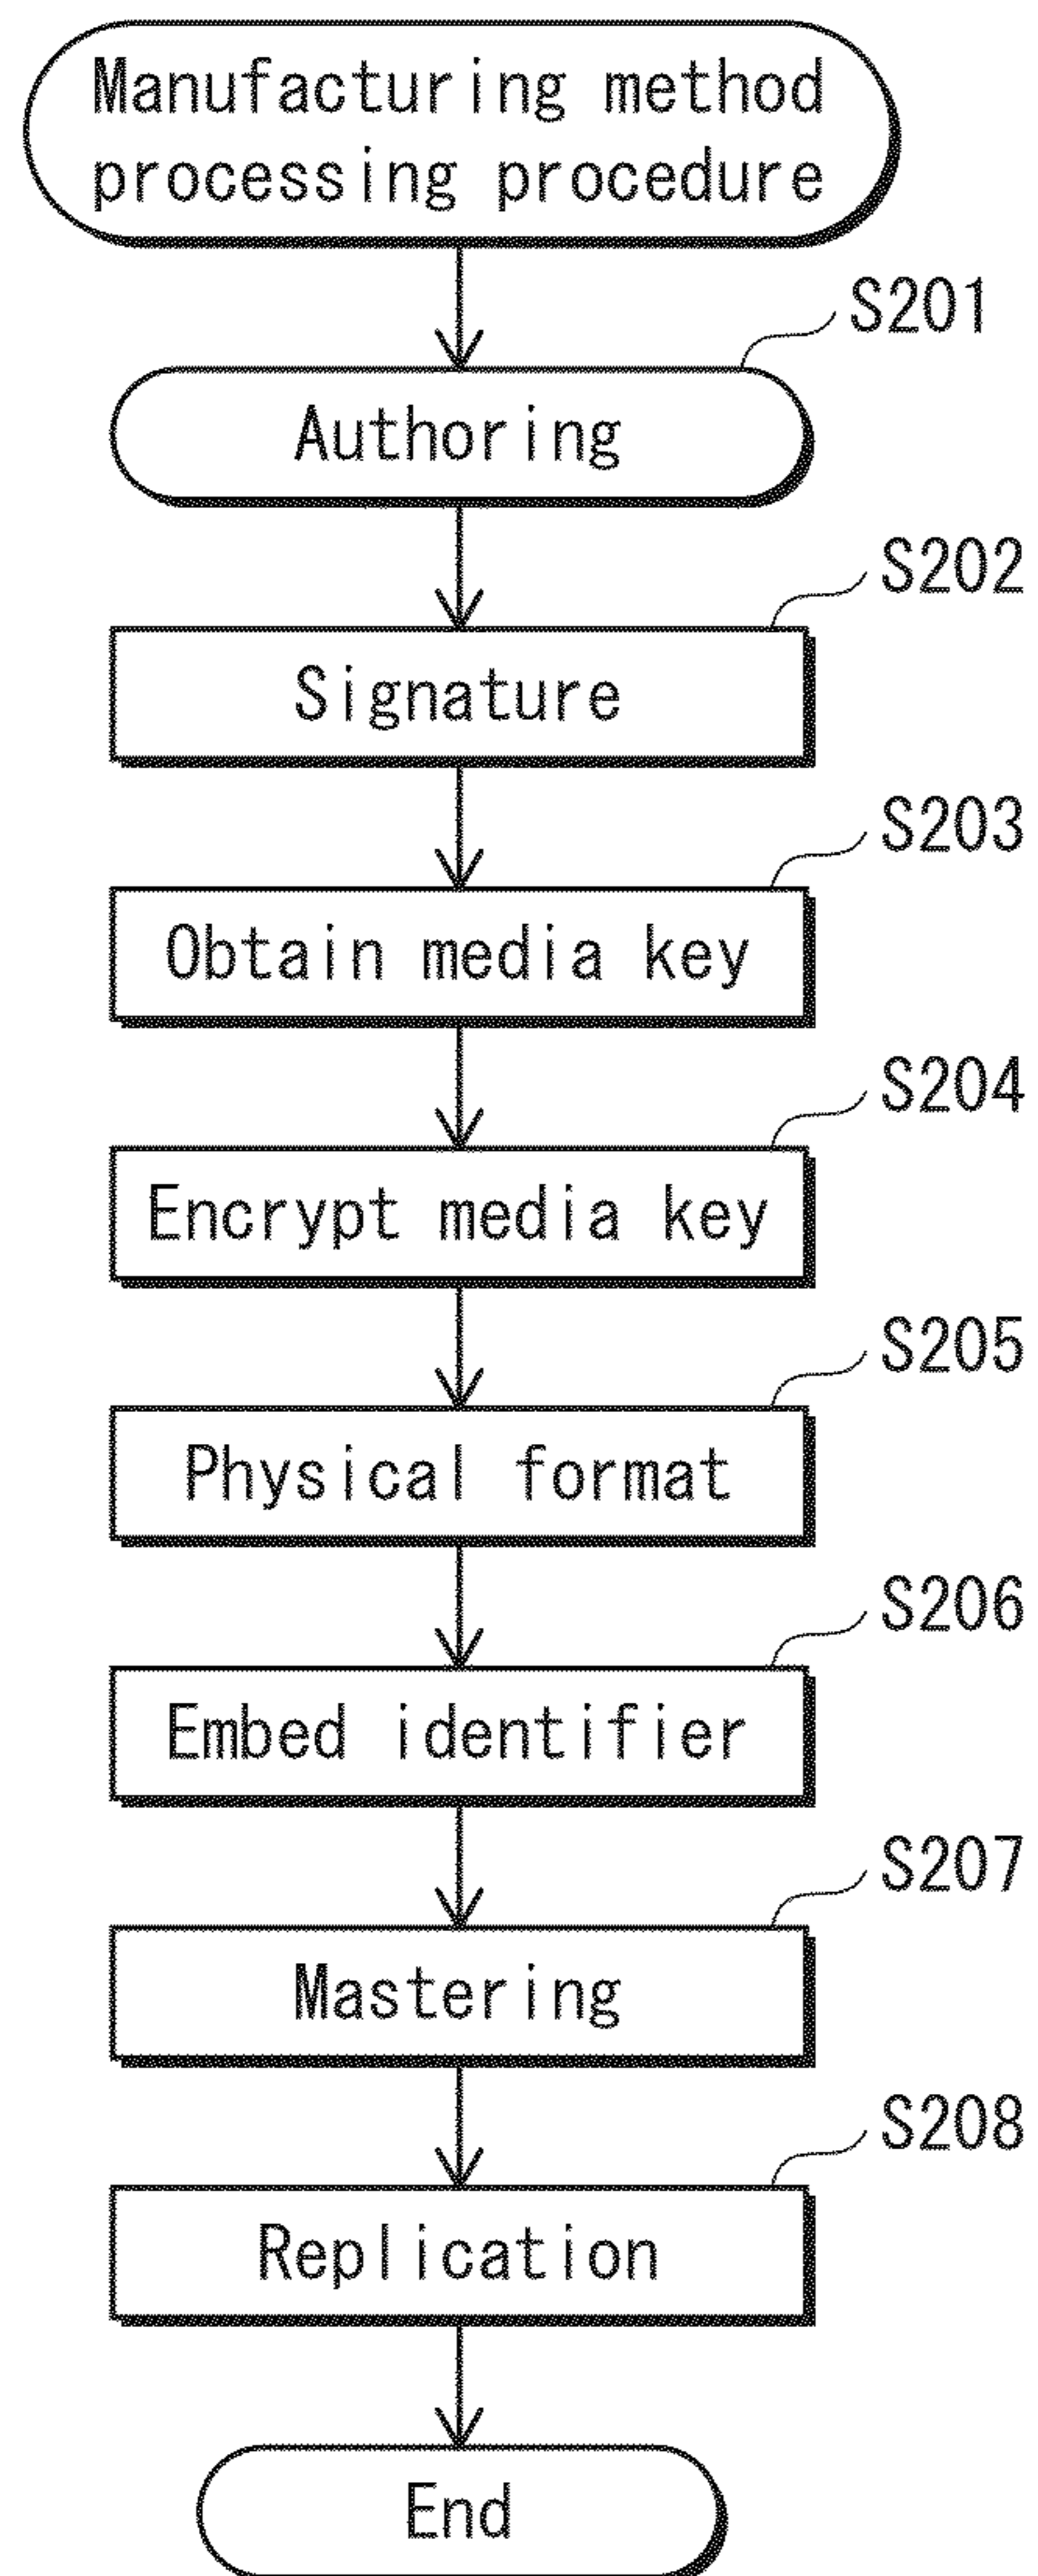 Manufacturing method
processing procedure
S201
Authoring
S202
Signature
S203
Obtain media key
S204
Encrypt media key
S205
Physical format
S206
Embed identifier
S207
Mastering
S208
Replication
End